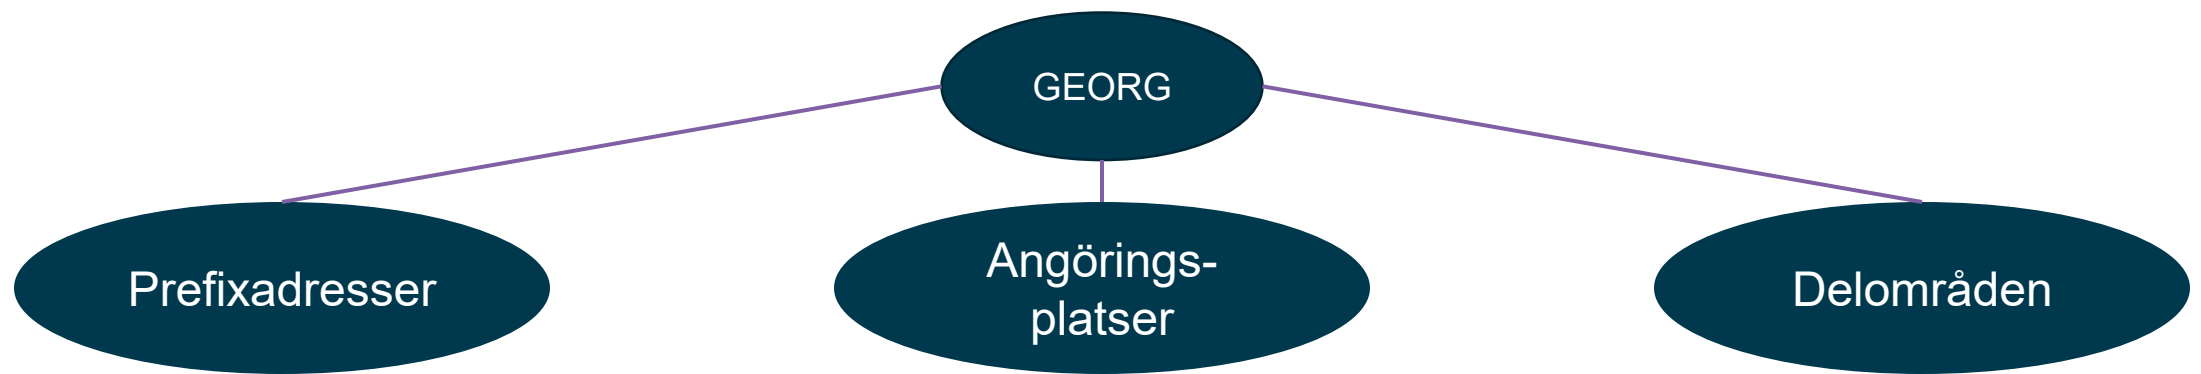 GEORG
Prefixadresser
Angörings-
platser
Delområden